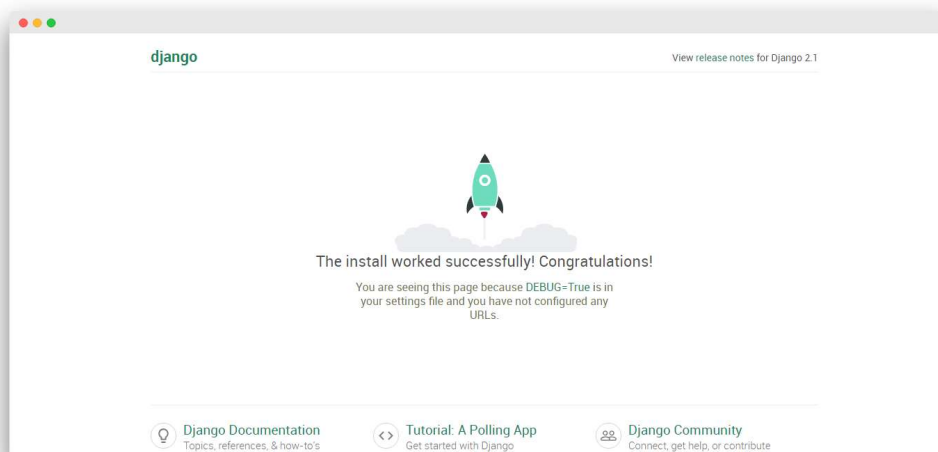 django
View release notes for Django 2.1
The install worked successfully! Congratulations!
You are seeing this page because DEBUG=True is in
your settings file and you have not configured any
URLs.
Django Documentation
Topics, references, & how-to's
Tutorial: A Polling App
Get started with Django
Django Community
Connect, get help, or contribute